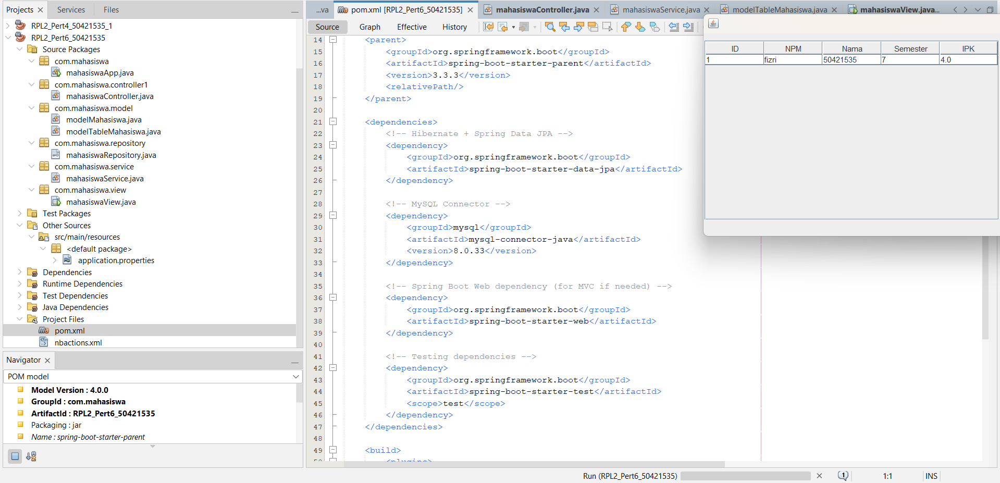 Projects
Services
Files
RPL2_Pert4_50421535_1
RPL2_Pert6_50421535
Source Packages
com.mahasiswa
mahasiswaApp.java
com.mahasiswa.controller1
mahasiswaController.java
com.mahasiswa.model
modelMahasiswa.java
modelTableMahasiswa.java
com.mahasiswa.repository
mahasiswaRepository.java
com.mahasiswa.service
mahasiswaService.java
com.mahasiswa.view
mahasiswaView.java
Test Packages
Other Sources
src/main/resources
<default package>
application.properties
Dependencies
Runtime Dependencies
Test Dependencies
Java Dependencies
Project Files
pom.xml
nbactions.xml
Navigator
POM model
Model Version : 4.0.0
GroupId : com.mahasiswa
ArtifactId : RPL2_Pert6_50421535
Packaging : jar
Name : spring-boot-starter-parent
...va
pom.xml [RPL2_Pert6_50421535]
mahasiswaController.java
mahasiswaService.java
modelTableMahasiswa.java
mahasiswaView.java...
Source Graph Effective History
14 <parent>
15 <groupId>org.springframework.boot</groupId>
16 <artifactId>spring-boot-starter-parent</artifactId>
17 <version>3.3.3</version>
18 <relativePath/>
19 </parent>
20
21 <dependencies>
22 <!-- Hibernate + Spring Data JPA -->
23 <dependency>
24 <groupId>org.springframework.boot</groupId>
25 <artifactId>spring-boot-starter-data-jpa</artifactId>
26 </dependency>
27
28 <!-- MySQL Connector -->
29 <dependency>
30 <groupId>mysql</groupId>
31 <artifactId>mysql-connector-java</artifactId>
32 <version>8.0.33</version>
33 </dependency>
34
35 <!-- Spring Boot Web dependency (for MVC if needed) -->
36 <dependency>
37 <groupId>org.springframework.boot</groupId>
38 <artifactId>spring-boot-starter-web</artifactId>
39 </dependency>
40
41 <!-- Testing dependencies -->
42 <dependency>
43 <groupId>org.springframework.boot</groupId>
44 <artifactId>spring-boot-starter-test</artifactId>
45 <scope>test</scope>
46 </dependency>
47 </dependencies>
48
49 <build>
50 <plugins>
ID NPM Nama Semester IPK
1 fizri 50421535 7 4.0
Run (RPL2_Pert6_50421535)
1
1:1
INS